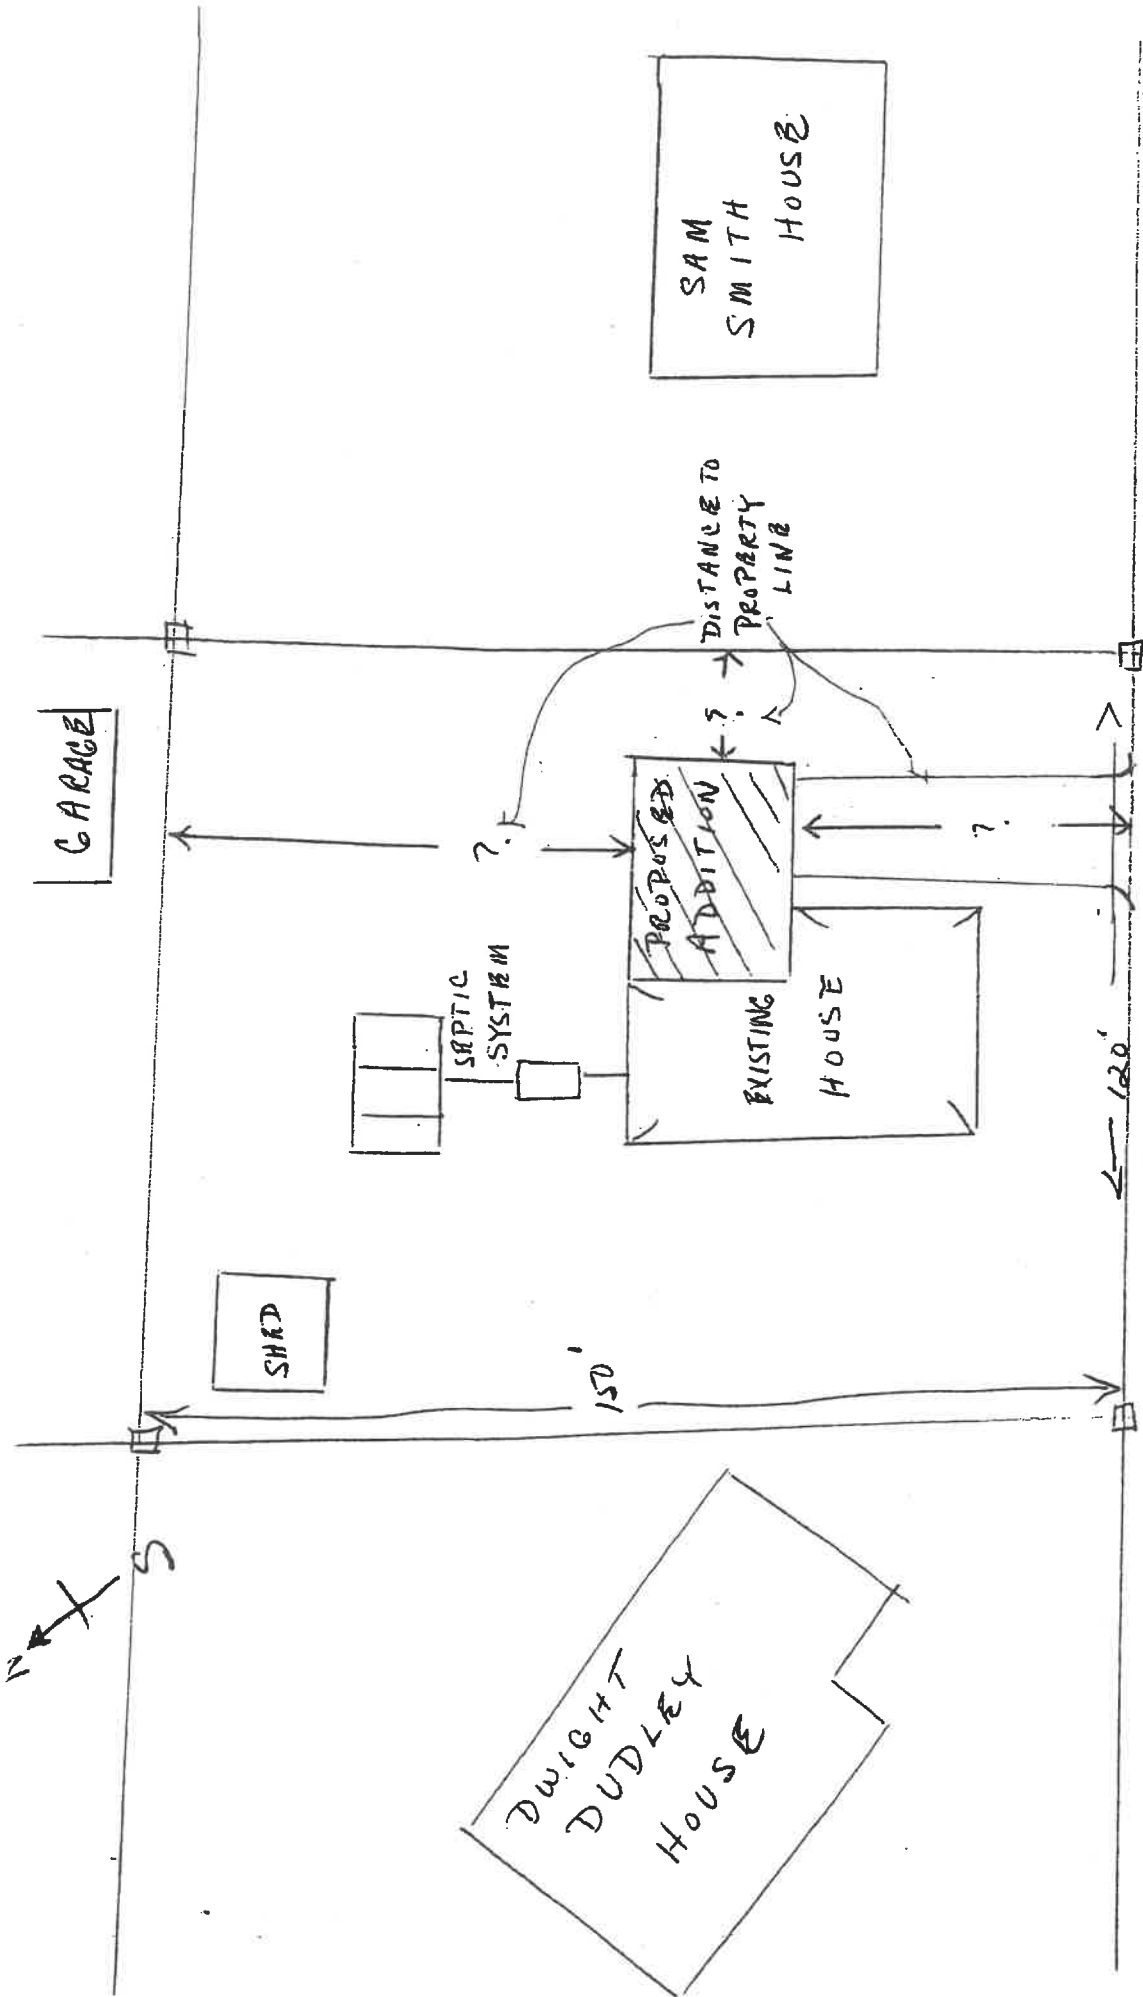 N
S
GARAGE
SHED
SEPTIC
SYSTEM
?
150'
DWIGHT
DUDLEY
HOUSE
PROPOSED
ADDITION
?
DISTANCE TO
PROPERTY
LINE
SAM
SMITH
HOUSE
EXISTING
HOUSE
?
120'